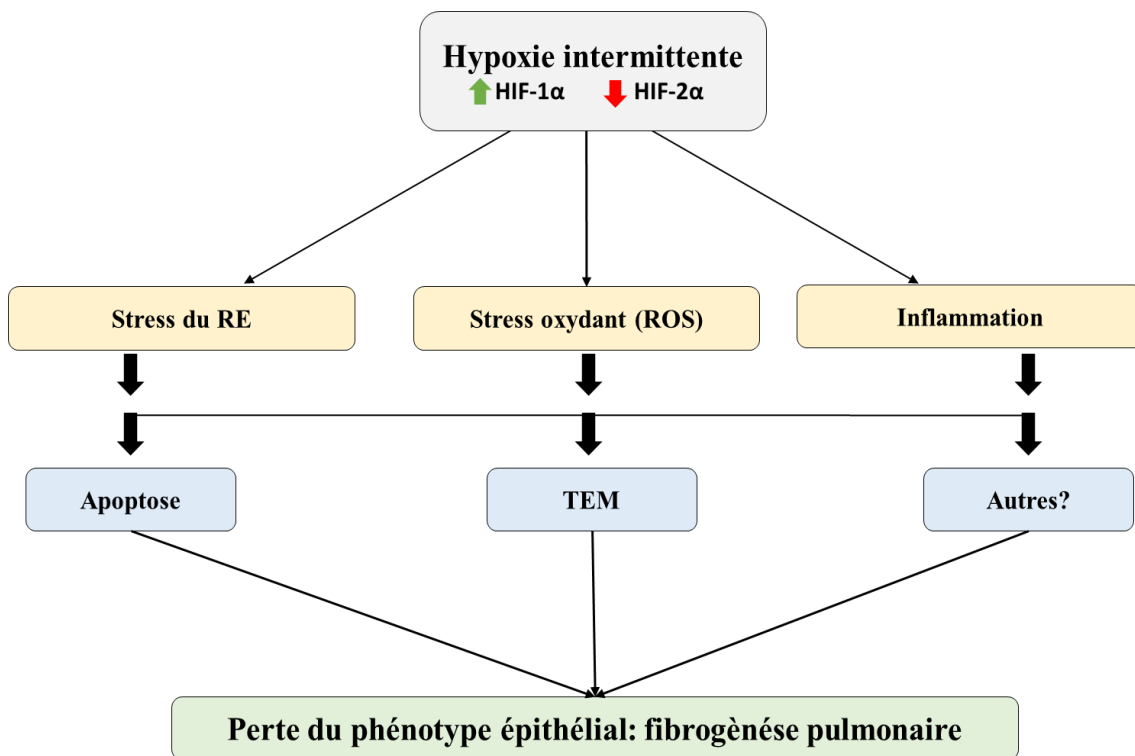 Hypoxie intermittente
HIF-1α HIF-2α
Stress du RE
Stress oxydant (ROS)
Inflammation
Apoptose
TEM
Autres?
Perte du phénotype épithélial: fibrogènése pulmonaire